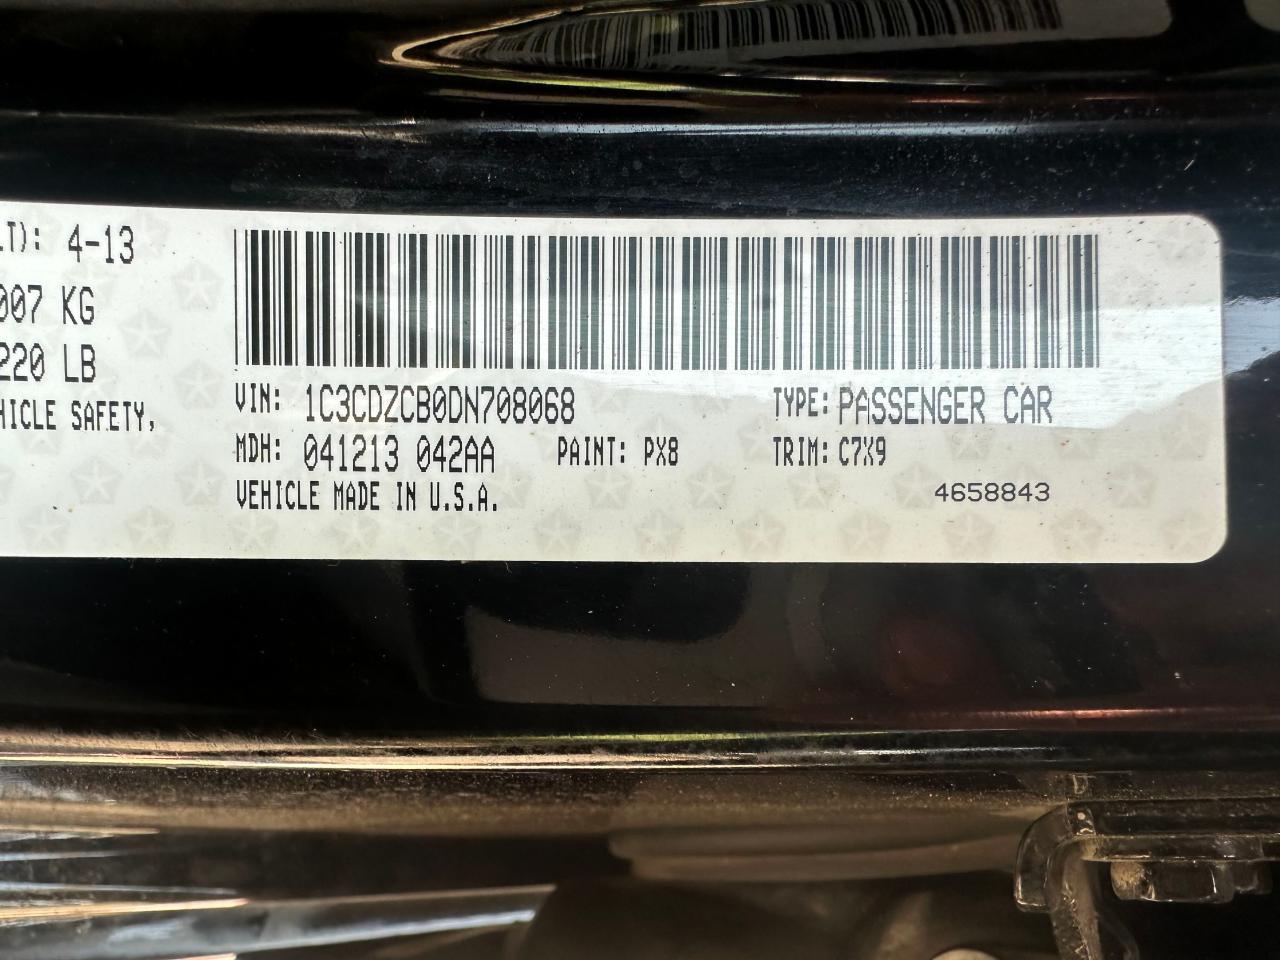 LT): 4-13
007 KG
220 LB
HICLE SAFETY,
VIN: 1C3CDZCB0DN708068 TYPE: PASSENGER CAR
MDH: 041213 042AA PAINT: PX8 TRIM: C7X9
VEHICLE MADE IN U.S.A. 4658843